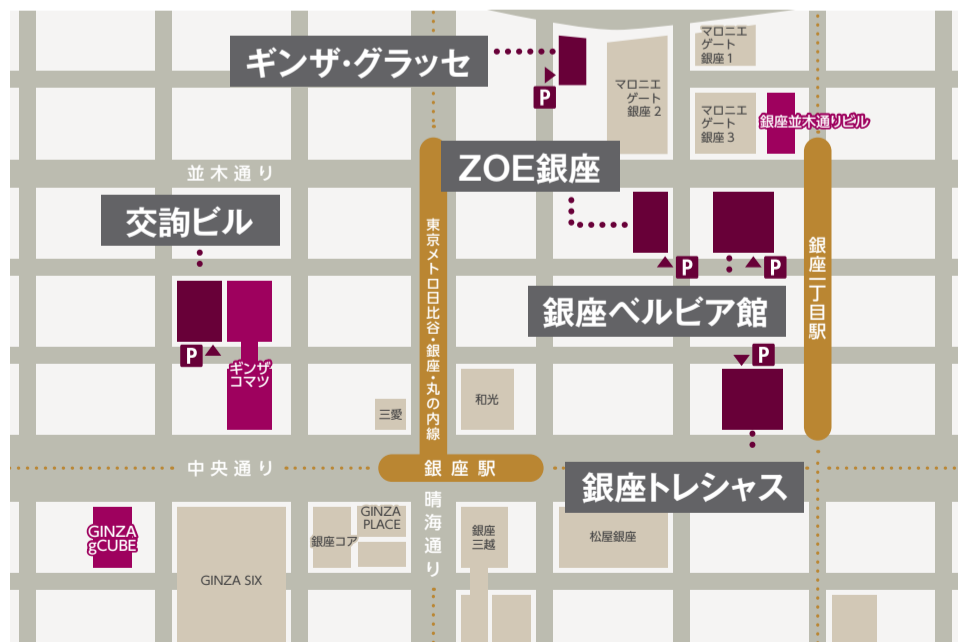 マロニエ
ゲート
銀座 1
ギンザ・グラッセ
P
マロニエ
ゲート
銀座 2
マロニエ
ゲート
銀座 3
銀座並木通りビル
並木通り
ZOE銀座
交詢ビル
東京メトロ日比谷・銀座・丸の内線
銀座一丁目駅
P
P
銀座ベルビア館
P
P
ギンザ
コマツ
三愛
和光
中央通り
銀座駅
銀座トレシャス
晴海通り
GINZA
gCUBE
GINZA SIX
銀座コア
GINZA
PLACE
銀座
三越
松屋銀座